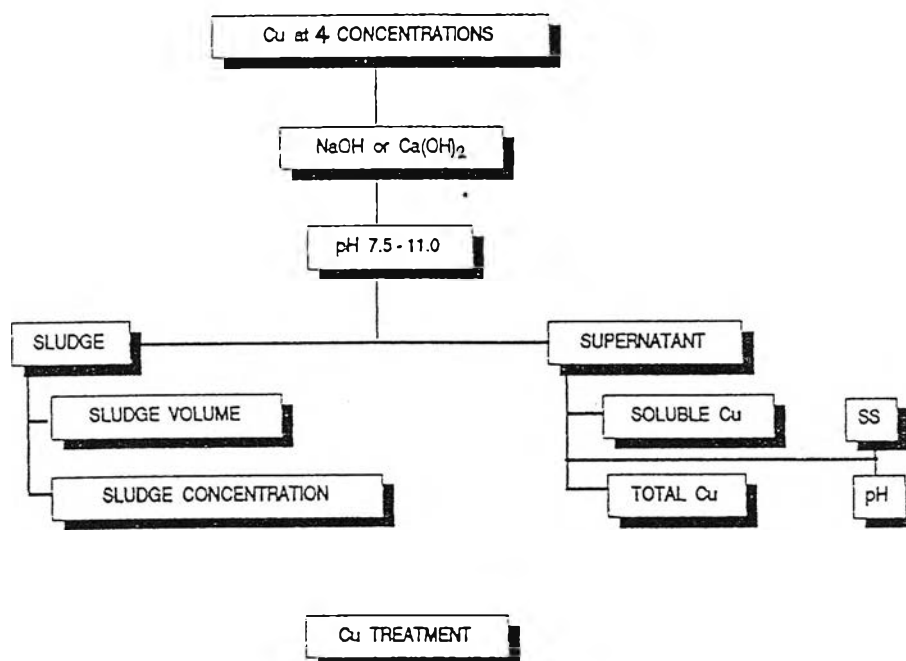 Cu at 4 CONCENTRATIONS
NaOH or Ca(OH)2
pH 7.5 - 11.0
SLUDGE
SUPERNATANT
SLUDGE VOLUME
SOLUBLE Cu
SS
SLUDGE CONCENTRATION
TOTAL Cu
pH
Cu TREATMENT